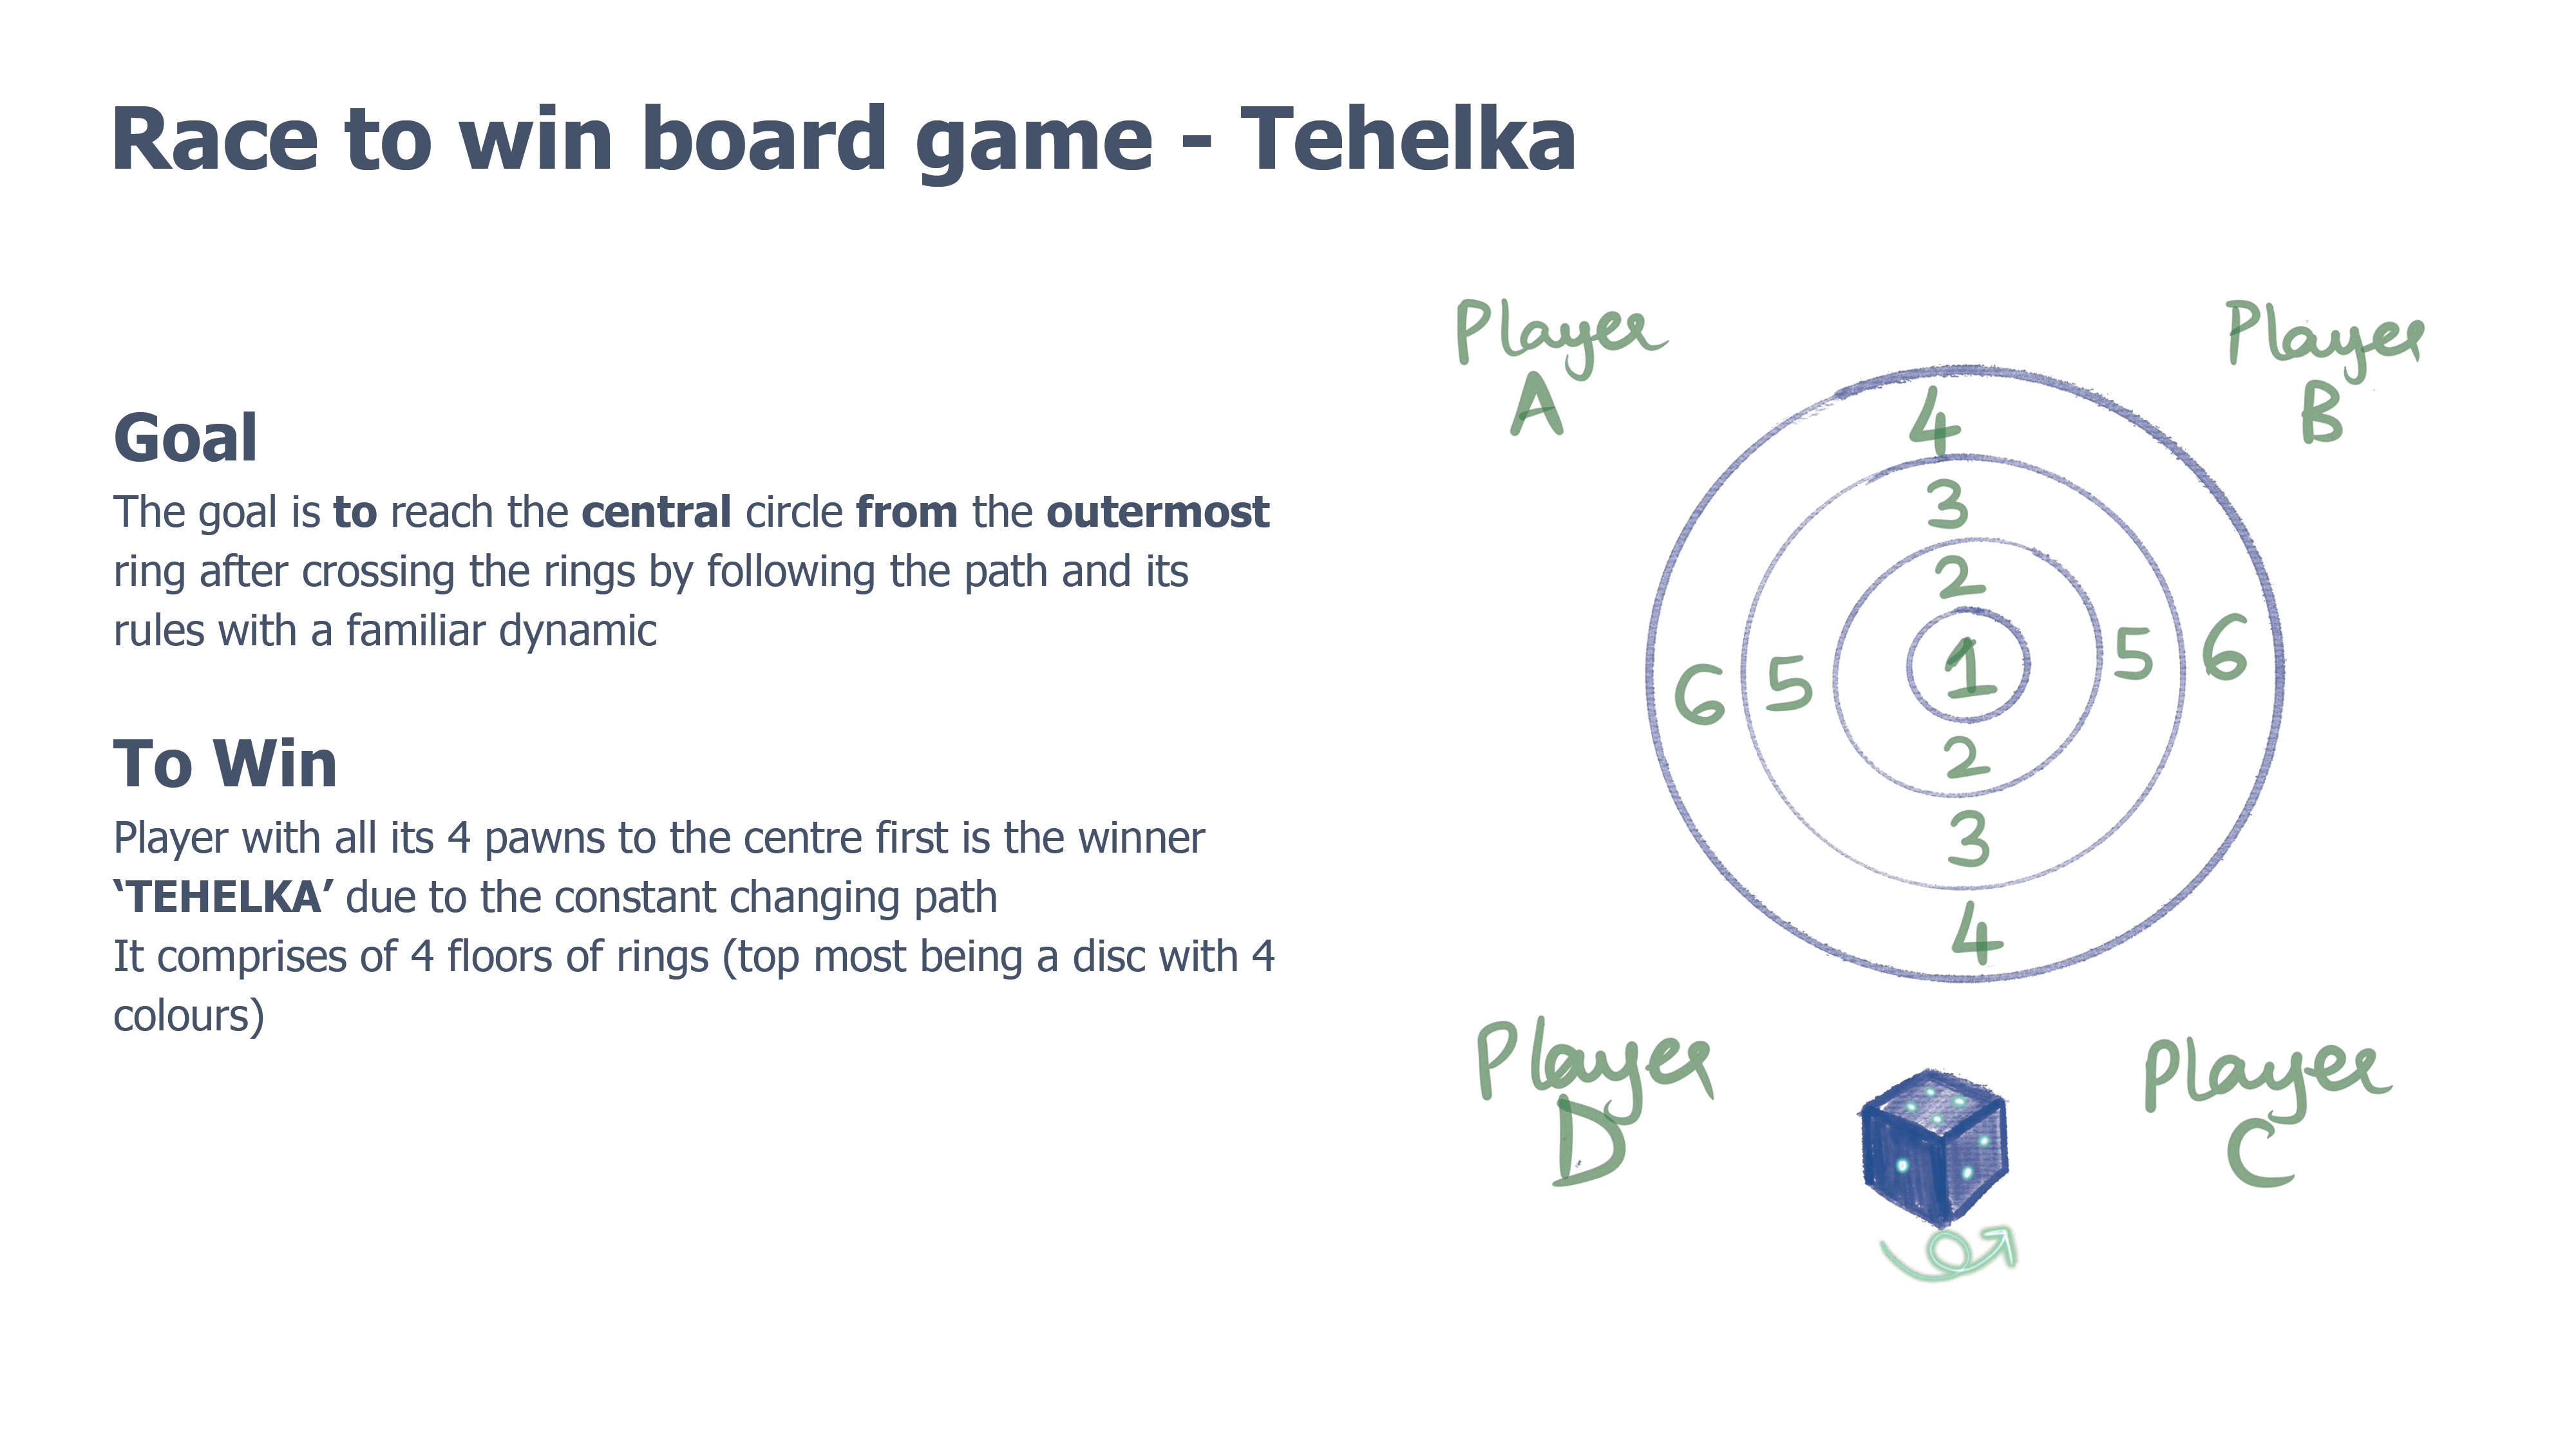 Race to win board game - Tehelka
Goal
The goal is to reach the central circle from the outermost
ring after crossing the rings by following the path and its
rules with a familiar dynamic
To Win
Player with all its 4 pawns to the centre first is the winner
‘TEHELKA’ due to the constant changing path
It comprises of 4 floors of rings (top most being a disc with 4
colours)
Player
A
Player
B
4
3
2
6 5 1 5 6
2
3
4
Player
D
Player
C